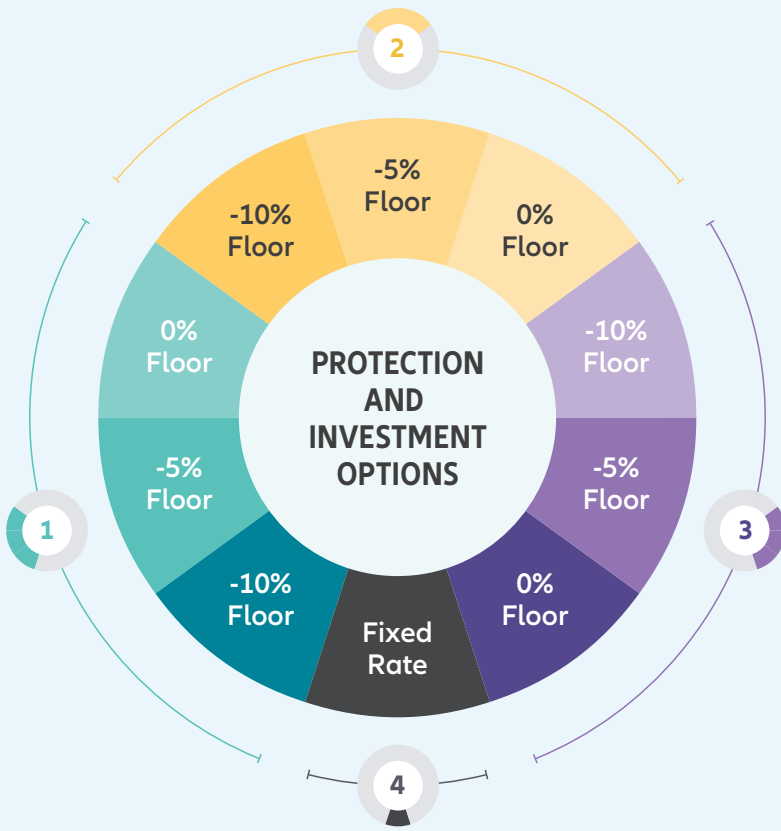 2
-5%
Floor
-10%
Floor
0%
Floor
0%
Floor
-10%
Floor
PROTECTION
AND
INVESTMENT
OPTIONS
-5%
Floor
-5%
Floor
1
3
-10%
Floor
0%
Floor
Fixed
Rate
4